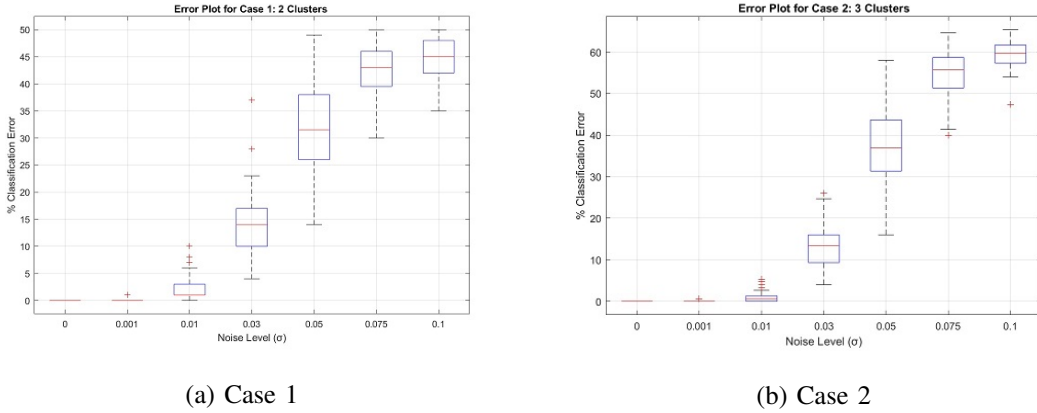 Error Plot for Case 1: 2 Clusters
50
45
40
35
30
25
20
15
10
5
0
% Classification Error
0 0.001 0.01 0.03 0.05 0.075 0.1
Noise Level (σ)
(a) Case 1
Error Plot for Case 2: 3 Clusters
60
50
40
30
20
10
0
% Classification Error
0 0.001 0.01 0.03 0.05 0.075 0.1
Noise Level (σ)
(b) Case 2